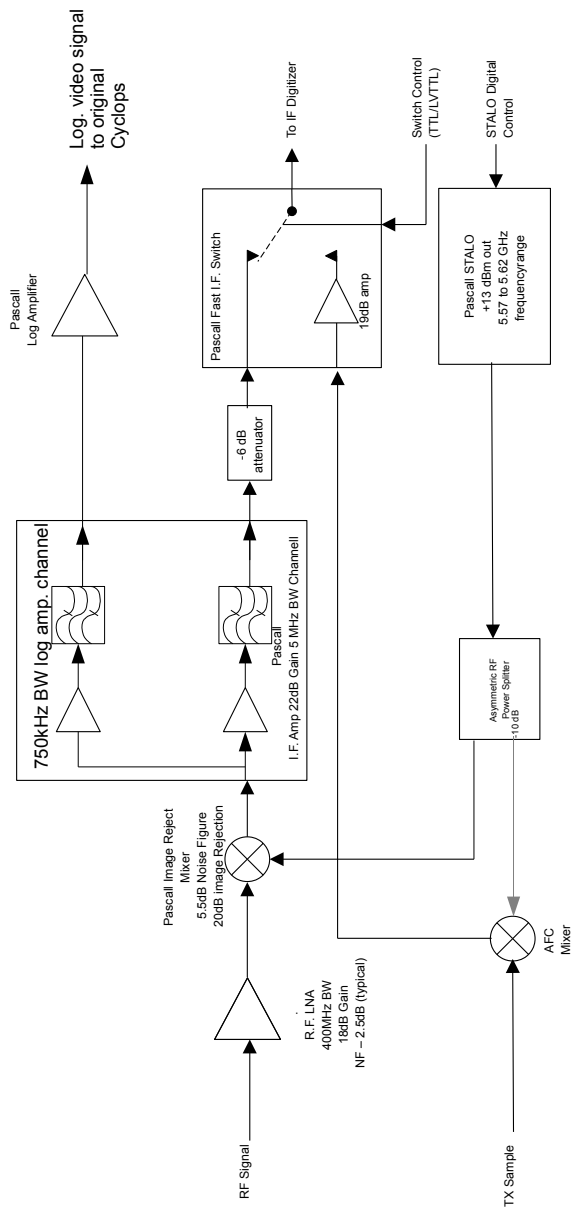 RF Signal
R.F. LNA
400MHz BW
18dB Gain
NF – 2.5dB (typical)
Pascall Image Reject
Mixer
5.5dB Noise Figure
20dB image Rejection
750kHz BW log amp. channel
Pascall
I.F. Amp 22dB Gain 5 MHz BW Channell
Pascall
Log Amplifier
Log. video signal
to original
Cyclops
-6 dB
attenuator
Pascall Fast I.F. Switch
19dB amp
To IF Digitizer
Switch Control
(TTL/LVTTL)
STALO Digital
Control
Pascall STALO
+13 dBm out
5.57 to 5.62 GHz
frequencyrange
Asymmetric RF
Power Splitter
-10 dB
AFC
Mixer
TX Sample